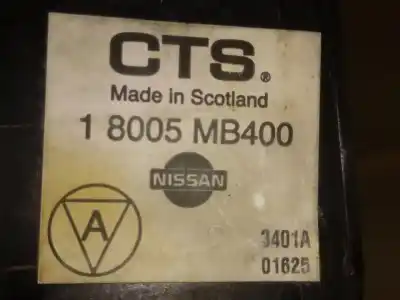 CTS®
Made in Scotland
1 8005 MB400
NISSAN
A
3401A
01625